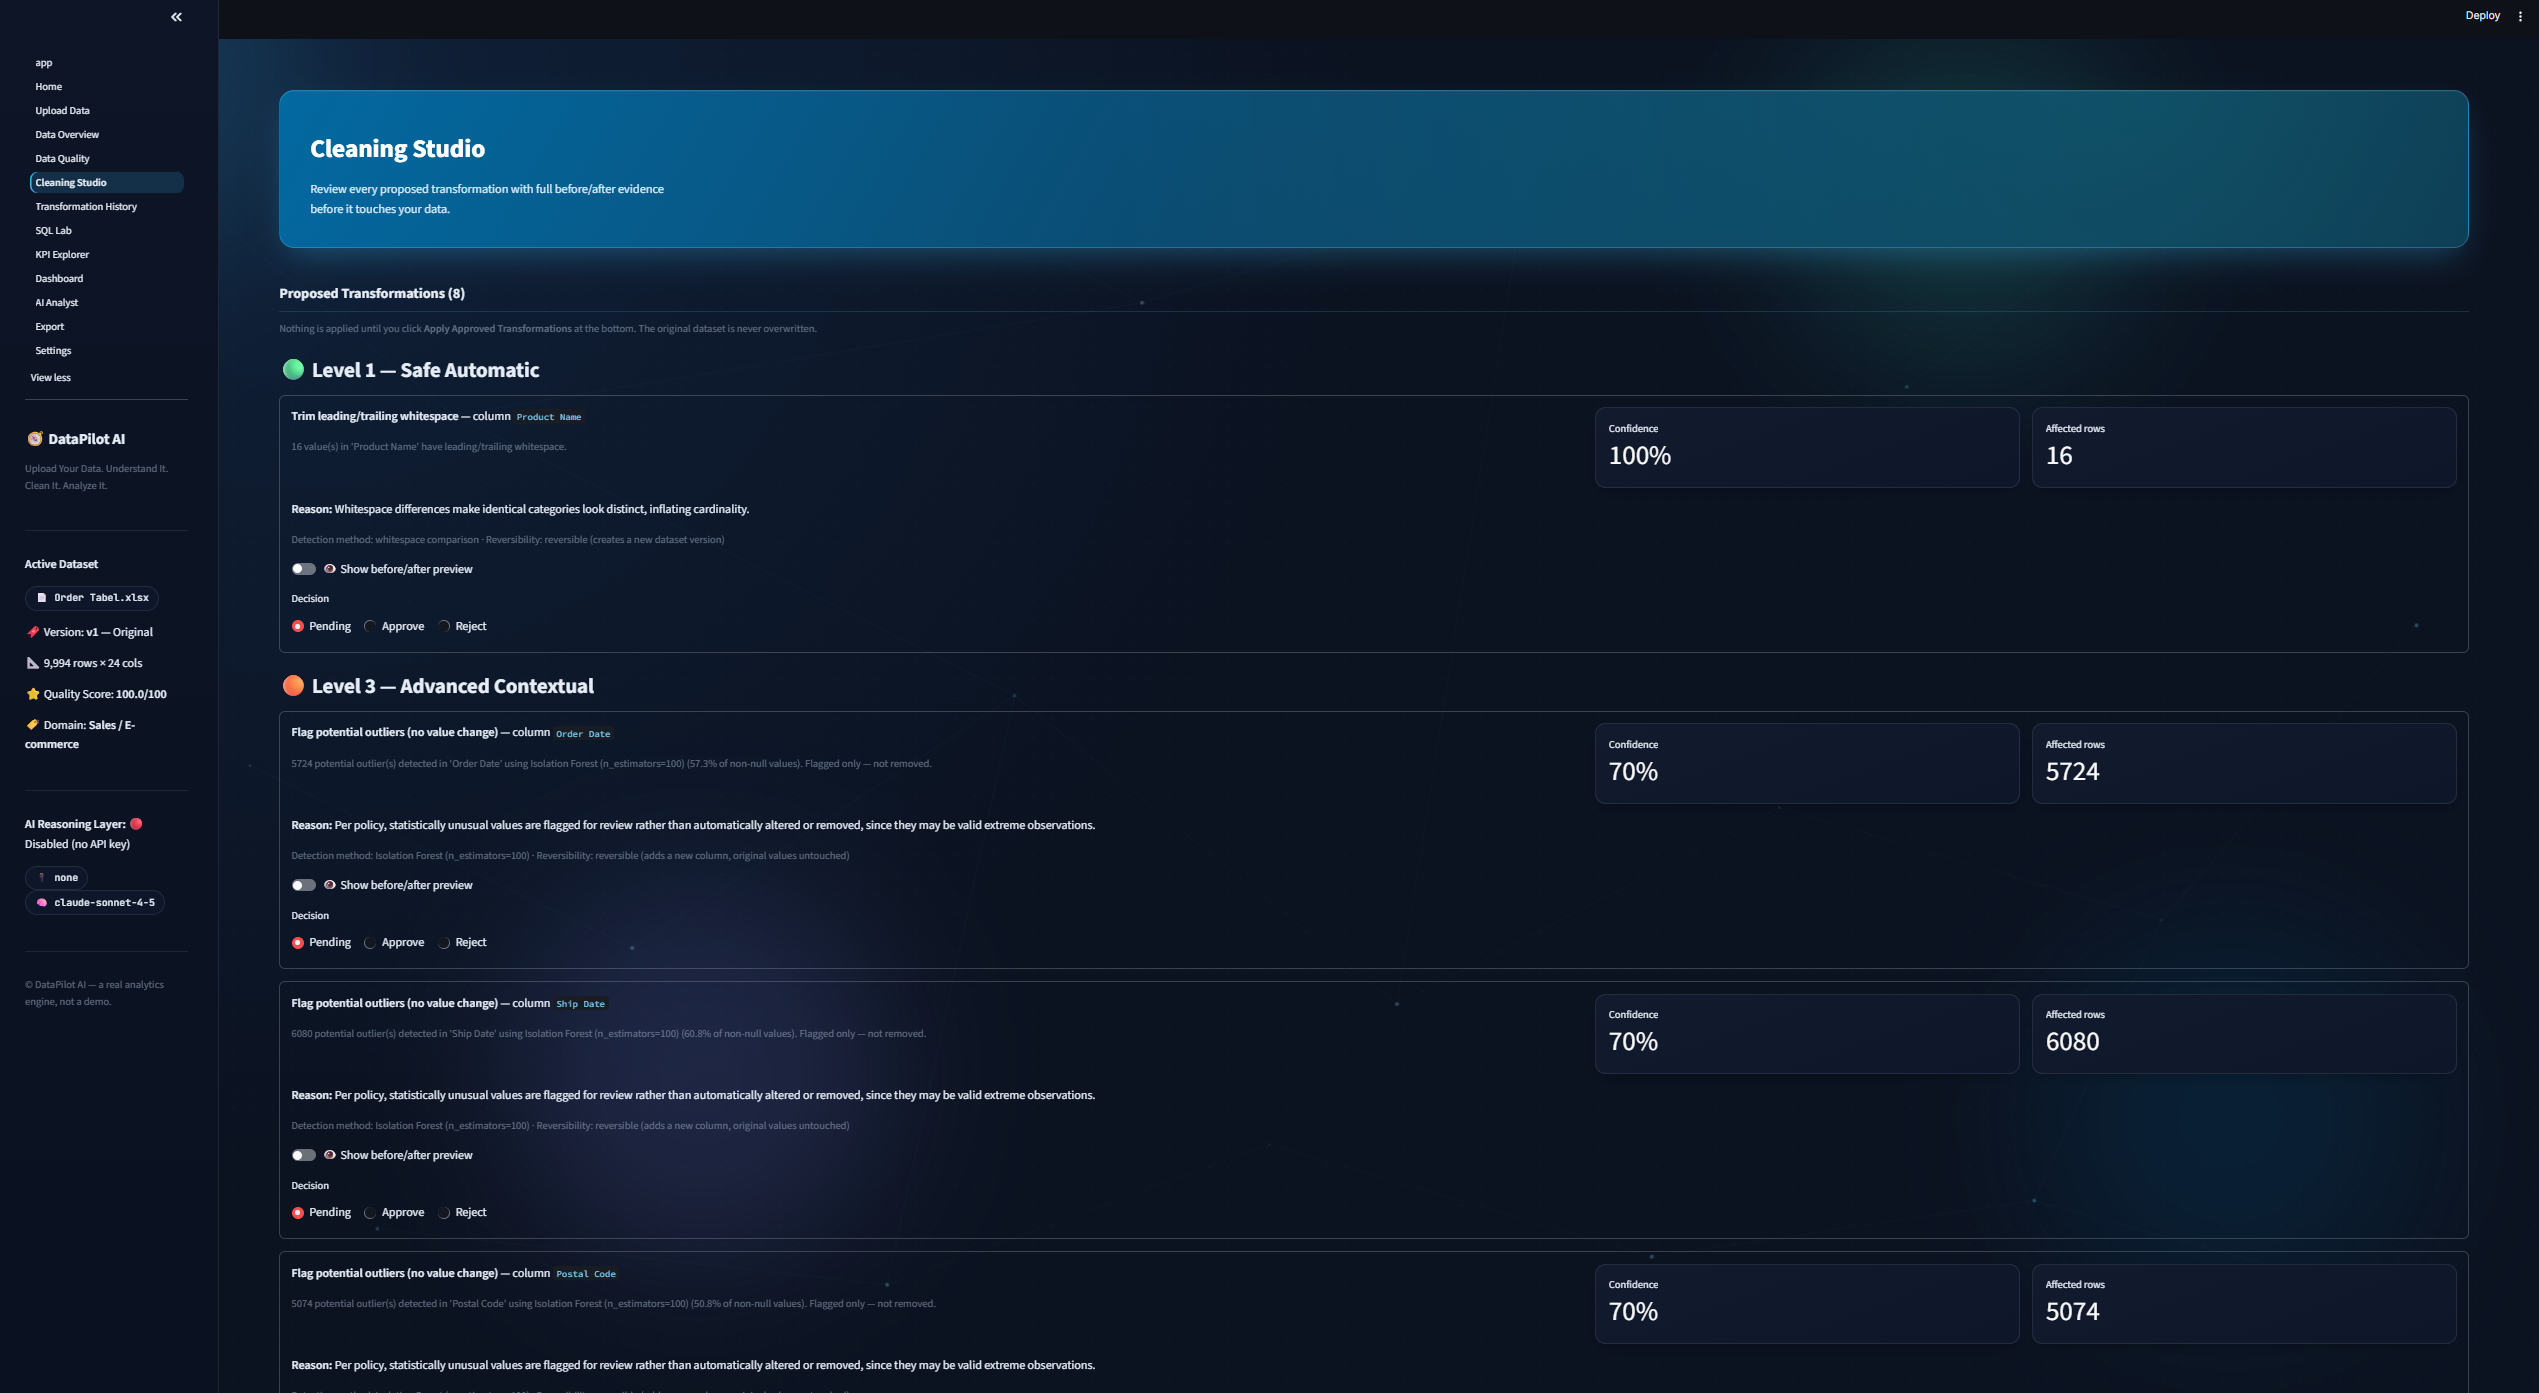 Deploy
app
Home
Upload Data
Data Overview
Data Quality
Cleaning Studio
Transformation History
SQL Lab
KPI Explorer
Dashboard
AI Analyst
Export
Settings
View less
DataPilot AI
Upload Your Data. Understand It.
Clean It. Analyze It.
Active Dataset
Order Tabel.xlsx
Version: v1 — Original
9,994 rows × 24 cols
Quality Score: 100.0/100
Domain: Sales / E-
commerce
AI Reasoning Layer:
Disabled (no API key)
none
claude-sonnet-4-5
© DataPilot AI — a real analytics
engine, not a demo.
Cleaning Studio
Review every proposed transformation with full before/after evidence
before it touches your data.
Proposed Transformations (8)
Nothing is applied until you click Apply Approved Transformations at the bottom. The original dataset is never overwritten.
Level 1 — Safe Automatic
Trim leading/trailing whitespace — column Product Name
16 value(s) in 'Product Name' have leading/trailing whitespace.
Confidence
100%
Affected rows
16
Reason: Whitespace differences make identical categories look distinct, inflating cardinality.
Detection method: whitespace comparison · Reversibility: reversible (creates a new dataset version)
Show before/after preview
Decision
Pending Approve Reject
Level 3 — Advanced Contextual
Flag potential outliers (no value change) — column Order Date
5724 potential outlier(s) detected in 'Order Date' using Isolation Forest (n_estimators=100) (57.3% of non-null values). Flagged only — not removed.
Confidence
70%
Affected rows
5724
Reason: Per policy, statistically unusual values are flagged for review rather than automatically altered or removed, since they may be valid extreme observations.
Detection method: Isolation Forest (n_estimators=100) · Reversibility: reversible (adds a new column, original values untouched)
Show before/after preview
Decision
Pending Approve Reject
Flag potential outliers (no value change) — column Ship Date
6080 potential outlier(s) detected in 'Ship Date' using Isolation Forest (n_estimators=100) (60.8% of non-null values). Flagged only — not removed.
Confidence
70%
Affected rows
6080
Reason: Per policy, statistically unusual values are flagged for review rather than automatically altered or removed, since they may be valid extreme observations.
Detection method: Isolation Forest (n_estimators=100) · Reversibility: reversible (adds a new column, original values untouched)
Show before/after preview
Decision
Pending Approve Reject
Flag potential outliers (no value change) — column Postal Code
5074 potential outlier(s) detected in 'Postal Code' using Isolation Forest (n_estimators=100) (50.8% of non-null values). Flagged only — not removed.
Confidence
70%
Affected rows
5074
Reason: Per policy, statistically unusual values are flagged for review rather than automatically altered or removed, since they may be valid extreme observations.